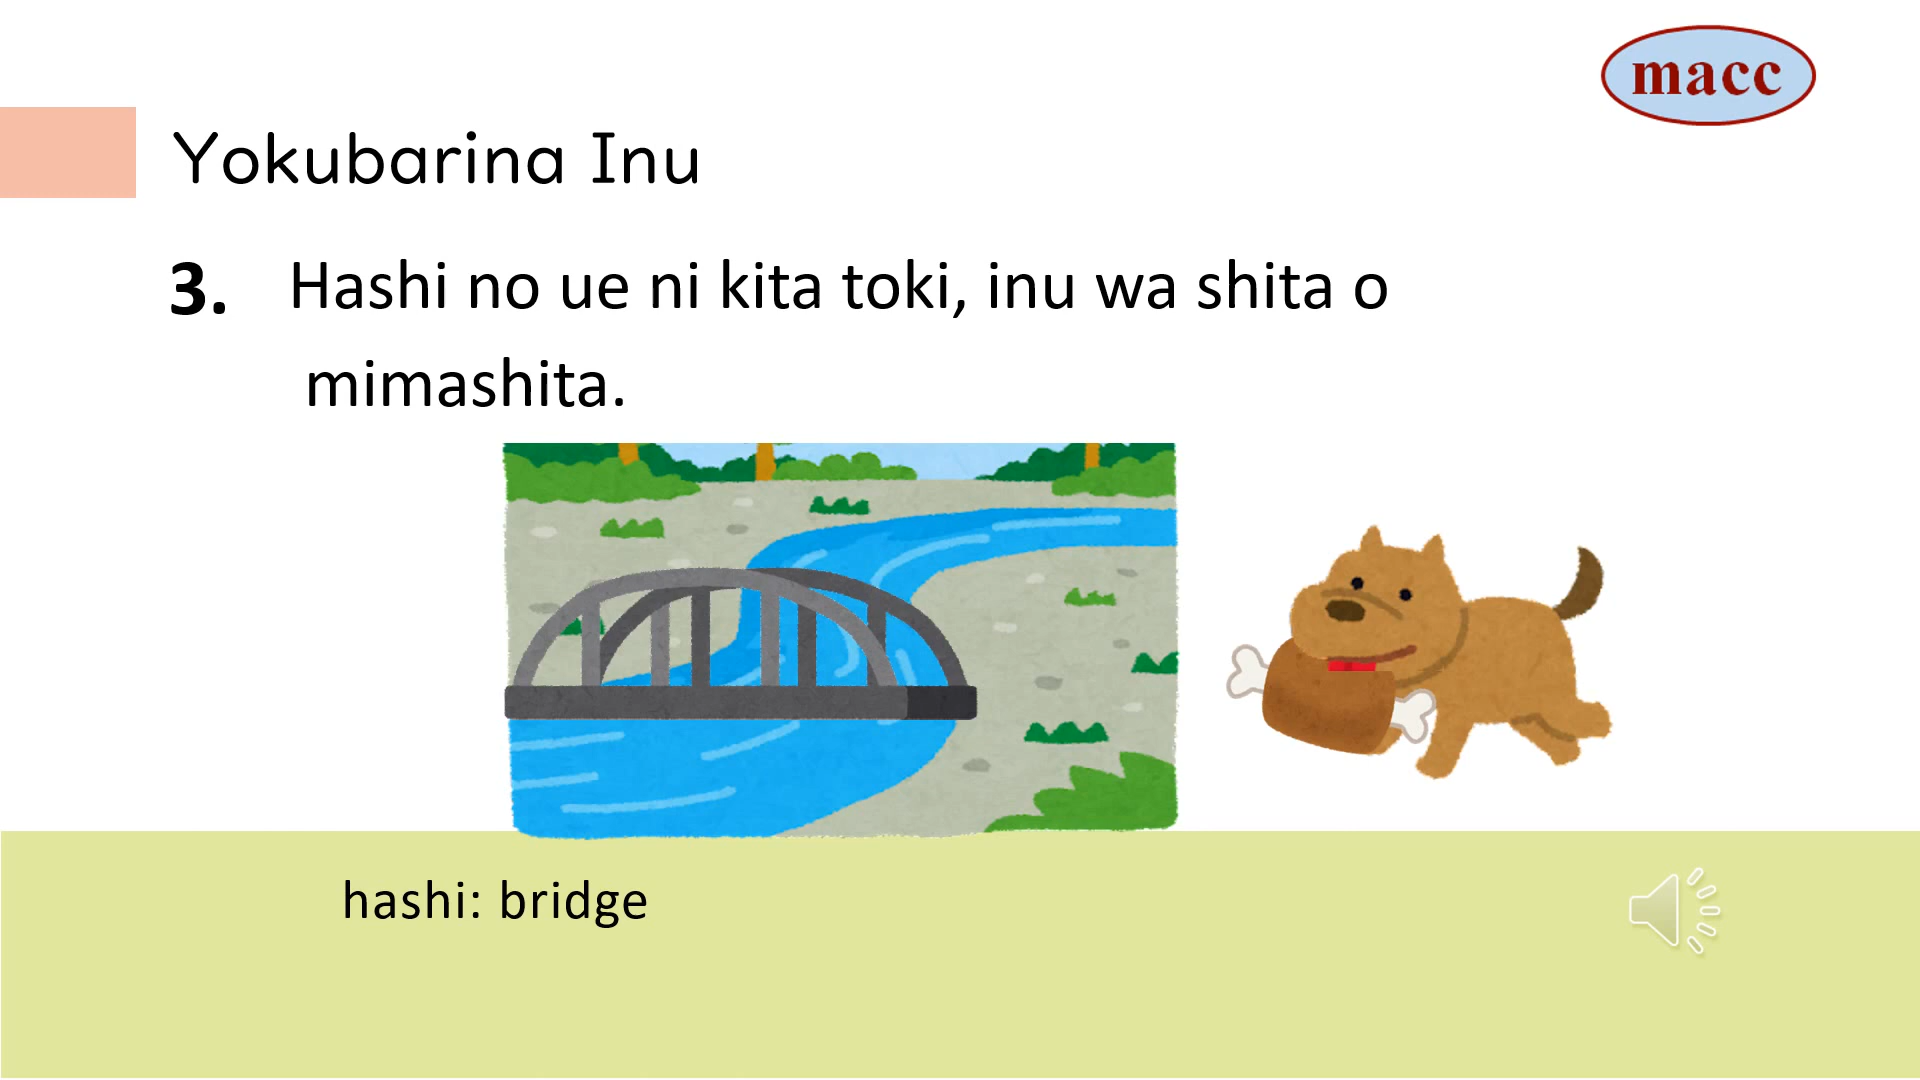 macc
Yokubarina Inu
3. Hashi no ue ni kita toki, inu wa shita o
mimashita.
hashi: bridge